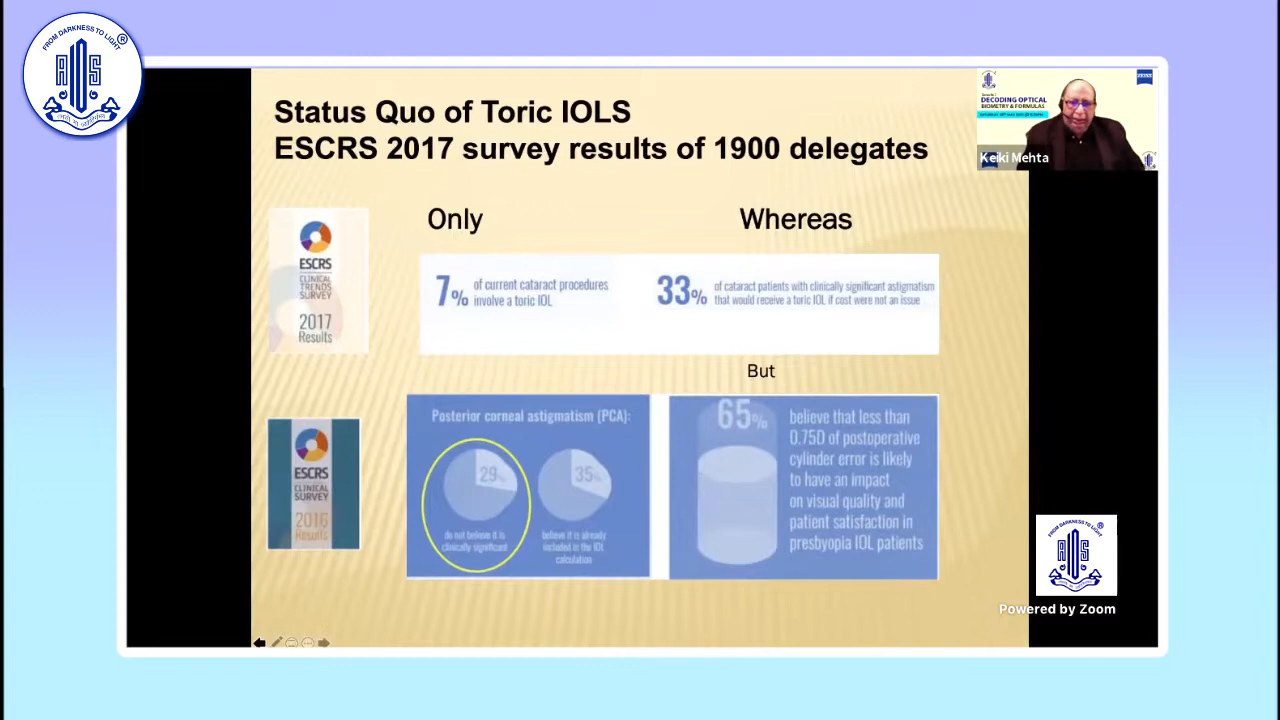 FROM DARKNESS TO LIGHT
AIOS
Status Quo of Toric IOLS
ESCRS 2017 survey results of 1900 delegates
DECODING OPTICAL
BIOMETRY & FORMULAS
ZEISS
Keiki Mehta
Only
Whereas
ESCRS
CLINICAL
TRENDS
SURVEY
2017
Results
7% of current cataract procedures
involve a toric IOL
33% of cataract patients with clinically significant astigmatism
that would receive a toric IOL if cost were not an issue
But
ESCRS
CLINICAL
SURVEY
2016
Results
Posterior corneal astigmatism (PCA):
29%
do not believe it is
clinically significant
35%
believe it is already
included in the IOL
calculation
65%
believe that less than
0.75D of postoperative
cylinder error is likely
to have an impact
on visual quality and
patient satisfaction in
presbyopia IOL patients
FROM DARKNESS TO LIGHT
Powered by Zoom